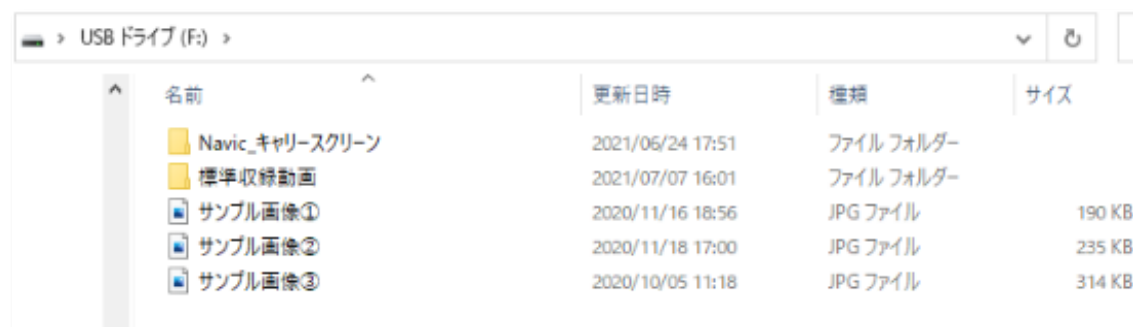 > USB ドライブ (F:) >
名前 更新日時 種類 サイズ
Navic_キャリースクリーン 2021/06/24 17:51 ファイル フォルダー
標準収録動画 2021/07/07 16:01 ファイル フォルダー
サンプル画像① 2020/11/16 18:56 JPG ファイル 190 KB
サンプル画像② 2020/11/18 17:00 JPG ファイル 235 KB
サンプル画像③ 2020/10/05 11:18 JPG ファイル 314 KB